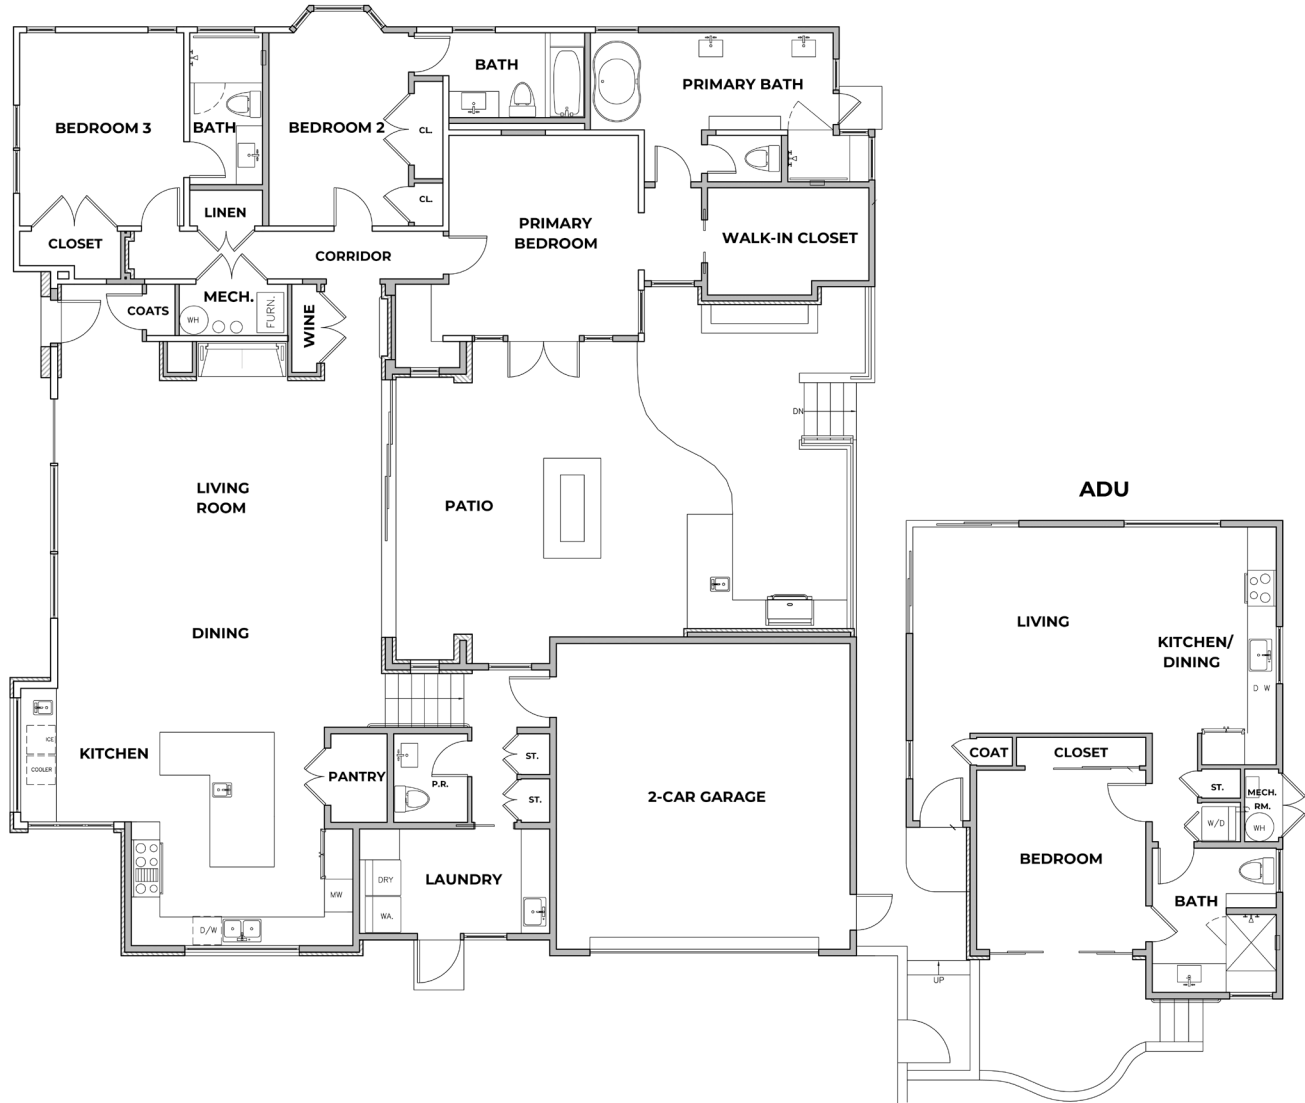 BATH
PRIMARY BATH
BEDROOM 3
BATH
BEDROOM 2
CL.
CL.
LINEN
PRIMARY
BEDROOM
CLOSET
CORRIDOR
WALK-IN CLOSET
MECH.
COATS
WH
FURN.
WINE
DN
LIVING
ROOM
PATIO
ADU
DINING
LIVING
KITCHEN/
DINING
D W
ICE
KITCHEN
COOLER
PANTRY
P.R.
ST.
ST.
COAT
CLOSET
2-CAR GARAGE
ST.
MECH.
RM.
W/D
WH
BEDROOM
DRY
LAUNDRY
MW
WA.
BATH
D/W
UP